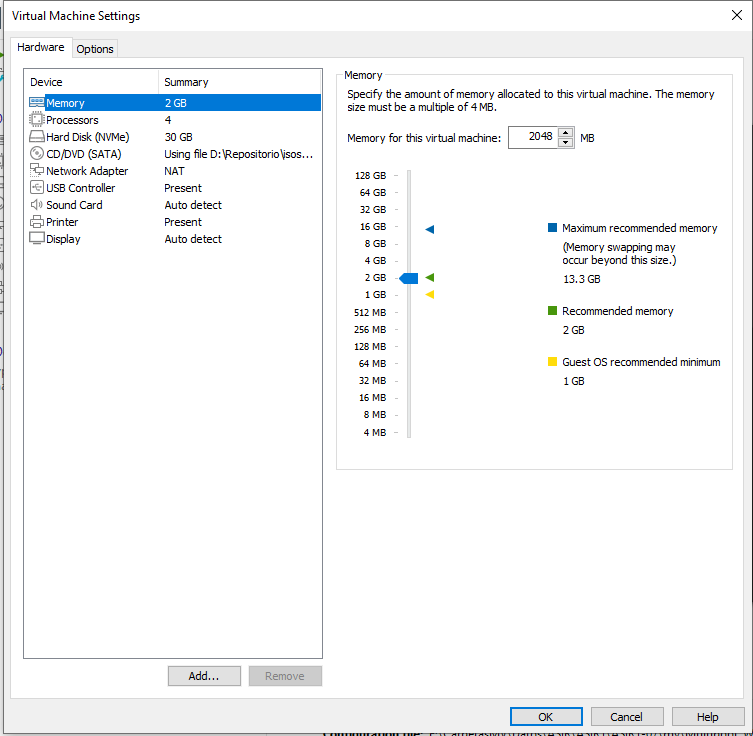 Virtual Machine Settings
Hardware
Options
Device Summary
Memory 2 GB
Processors 4
Hard Disk (NVMe) 30 GB
CD/DVD (SATA) Using file D:\Repositorio\isos...
Network Adapter NAT
USB Controller Present
Sound Card Auto detect
Printer Present
Display Auto detect
Add...
Remove
Memory
Specify the amount of memory allocated to this virtual machine. The memory
size must be a multiple of 4 MB.
Memory for this virtual machine: 2048 MB
128 GB
64 GB
32 GB
16 GB
8 GB
4 GB
2 GB
1 GB
512 MB
256 MB
128 MB
64 MB
32 MB
16 MB
8 MB
4 MB
Maximum recommended memory
(Memory swapping may
occur beyond this size.)
13.3 GB
Recommended memory
2 GB
Guest OS recommended minimum
1 GB
OK
Cancel
Help